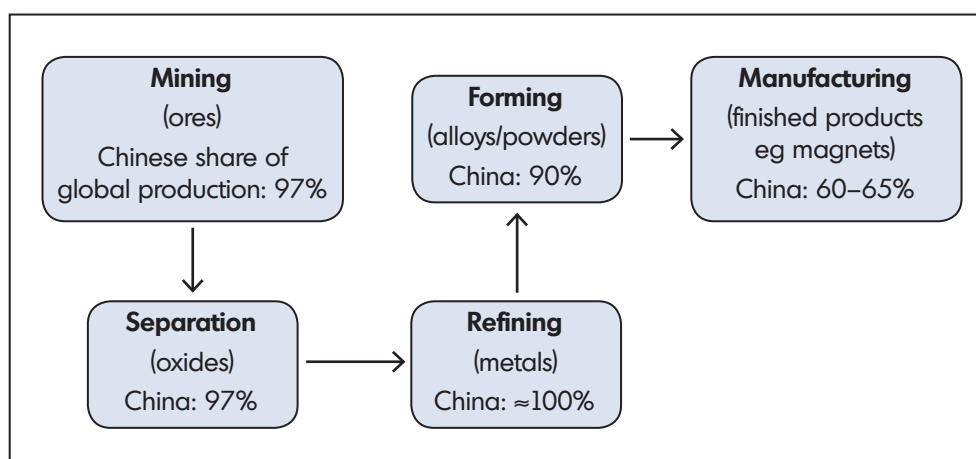 Mining
(ores)
Chinese share of
global production: 97%
Separation
(oxides)
China: 97%
Refining
(metals)
China: ≈100%
Forming
(alloys/powders)
China: 90%
Manufacturing
(finished products
eg magnets)
China: 60–65%